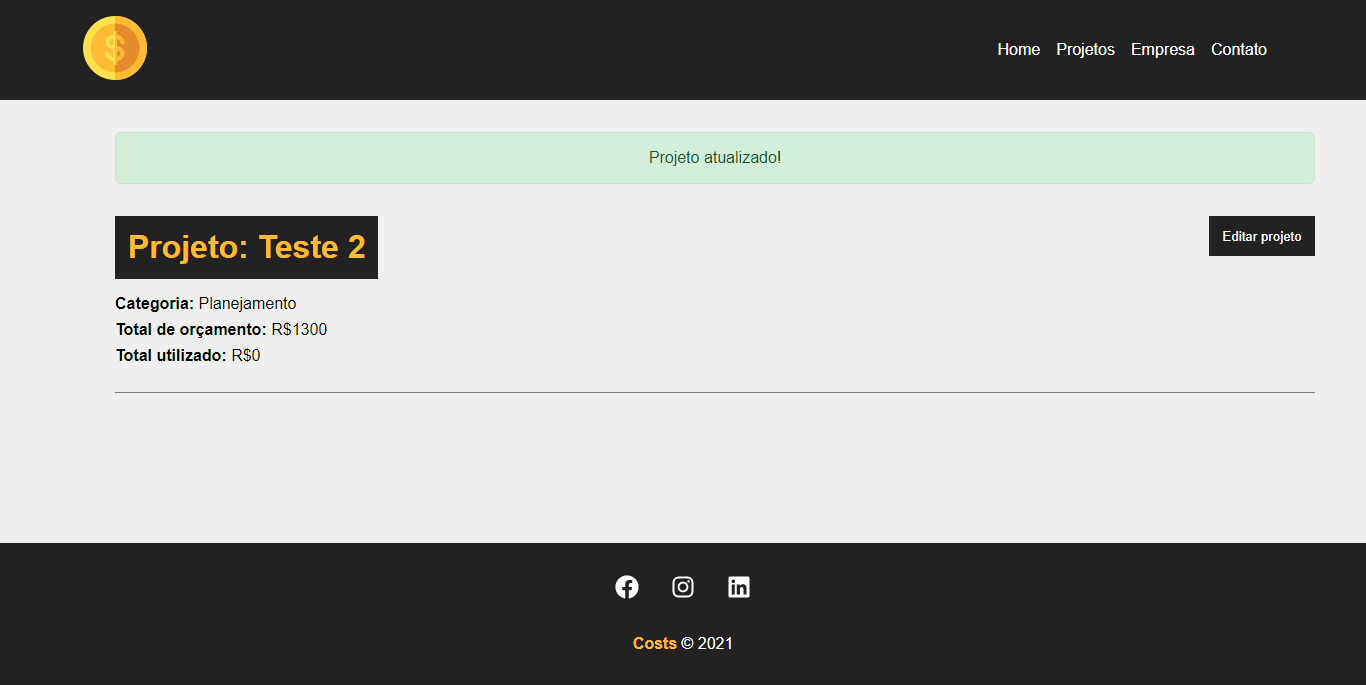 $
Home Projetos Empresa Contato
Projeto atualizado!
Projeto: Teste 2
Editar projeto
Categoria: Planejamento
Total de orçamento: R$1300
Total utilizado: R$0
Costs © 2021